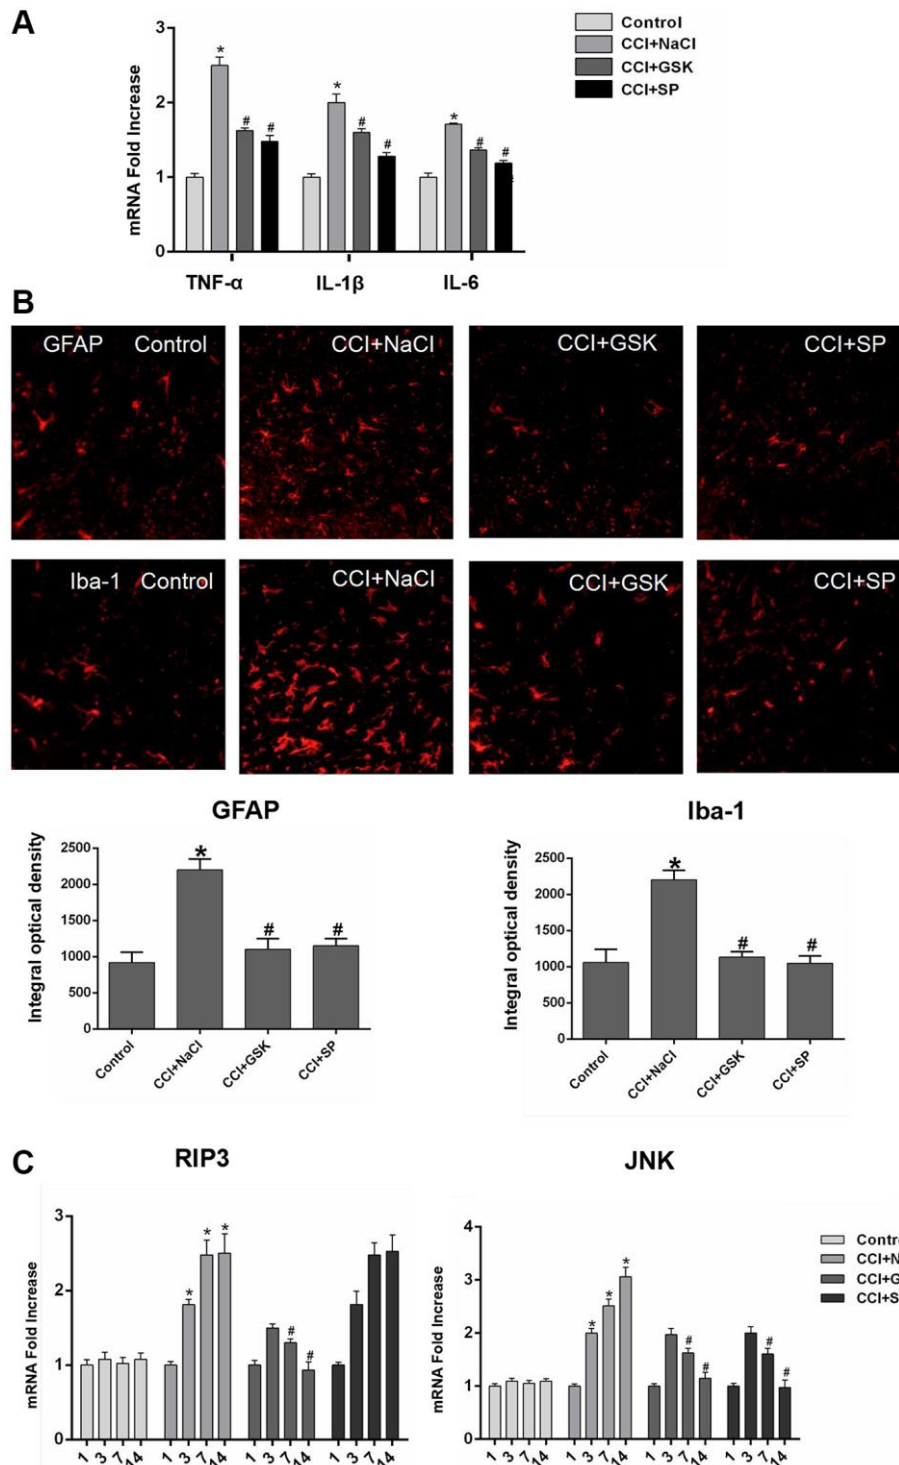 A
3
2
1
0
mRNA Fold Increase
*
#
#
*
#
#
*
#
#
TNF-α
IL-1β
IL-6
Control
CCI+NaCl
CCI+GSK
CCI+SP
B
GFAP Control
CCI+NaCl
CCI+GSK
CCI+SP
Iba-1 Control
CCI+NaCl
CCI+GSK
CCI+SP
GFAP
Integral optical density
2500
2000
1500
1000
500
0
*
#
#
Control
CCI+NaCl
CCI+GSK
CCI+SP
Iba-1
Integral optical density
2500
2000
1500
1000
500
0
*
#
#
Control
CCI+NaCl
CCI+GSK
CCI+SP
C
RIP3
mRNA Fold Increase
3
2
1
0
*
*
*
#
#
1 3 7 14 1 3 7 14 1 3 7 14 1 3 7 14
JNK
mRNA Fold Increase
4
3
2
1
0
*
*
*
#
#
#
#
1 3 7 14 1 3 7 14 1 3 7 14 1 3 7 14
Contro
CCI+N
CCI+G
CCI+S